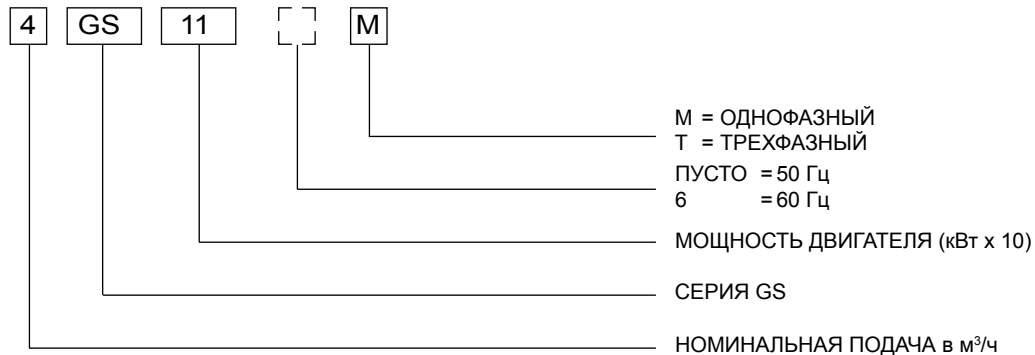 4 GS 11 M
М = ОДНОФАЗНЫЙ
Т = ТРЕХФАЗНЫЙ
ПУСТО = 50 Гц
6 = 60 Гц
МОЩНОСТЬ ДВИГАТЕЛЯ (кВт х 10)
СЕРИЯ GS
НОМИНАЛЬНАЯ ПОДАЧА в м³/ч